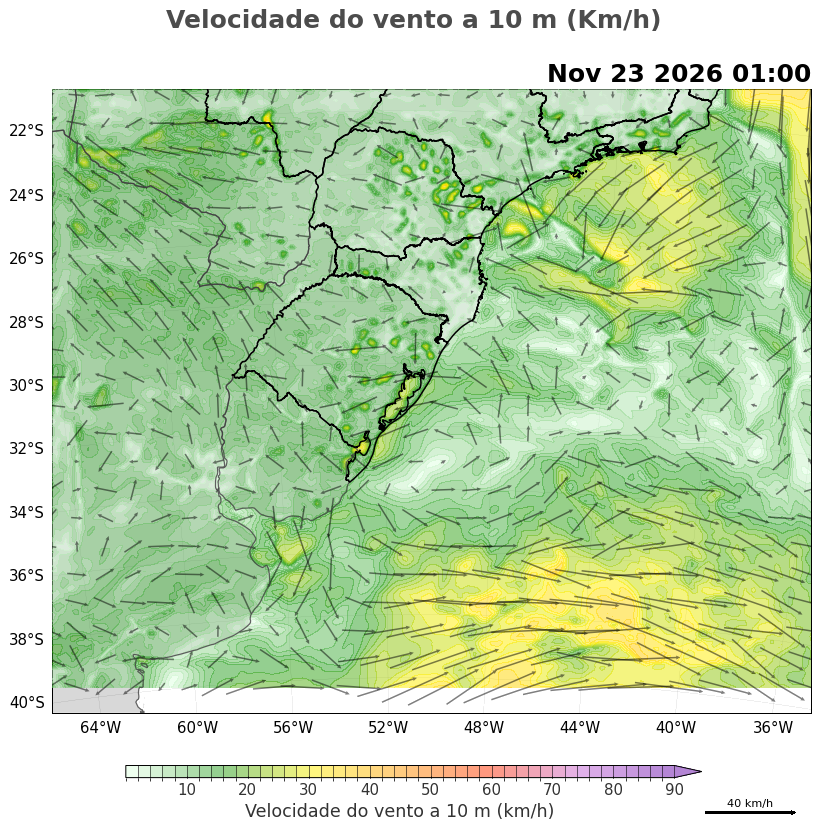 Velocidade do vento a 10 m (Km/h)
Nov 23 2026 01:00
22°S
24°S
26°S
28°S
30°S
32°S
34°S
36°S
38°S
40°S
64°W 60°W 56°W 52°W 48°W 44°W 40°W 36°W
10 20 30 40 50 60 70 80 90
Velocidade do vento a 10 m (km/h)
40 km/h